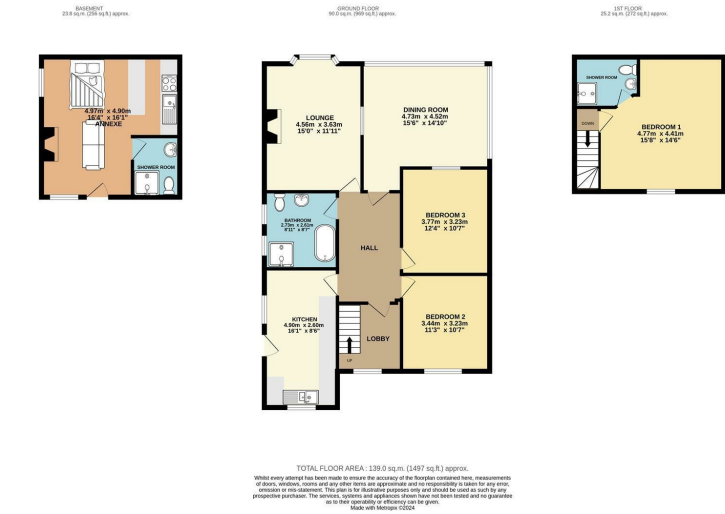 BASEMENT
23.8 sq.m. (256 sq.ft.) approx.
GROUND FLOOR
90.0 sq.m. (969 sq.ft.) approx.
1ST FLOOR
25.2 sq.m. (272 sq.ft.) approx.
4.97m x 4.90m
16'4" x 16'1"
ANNEXE
SHOWER ROOM
LOUNGE
4.56m x 3.63m
15'0" x 11'11"
DINING ROOM
4.73m x 4.52m
15'6" x 14'10"
BATHROOM
2.73m x 2.61m
8'11" x 8'7"
HALL
BEDROOM 3
3.77m x 3.23m
12'4" x 10'7"
KITCHEN
4.90m x 2.60m
16'1" x 8'6"
LOBBY
UP
BEDROOM 2
3.44m x 3.23m
11'3" x 10'7"
SHOWER ROOM
DOWN
BEDROOM 1
4.77m x 4.41m
15'8" x 14'6"
TOTAL FLOOR AREA : 139.0 sq.m. (1497 sq.ft.) approx.
Whilst every attempt has been made to ensure the accuracy of the floorplan contained here, measurements
of doors, windows, rooms and any other items are approximate and no responsibility is taken for any error,
omission or mis-statement. This plan is for illustrative purposes only and should be used as such by any
prospective purchaser. The services, systems and appliances shown have not been tested and no guarantee
as to their operability or efficiency can be given.
Made with Metropix ©2024